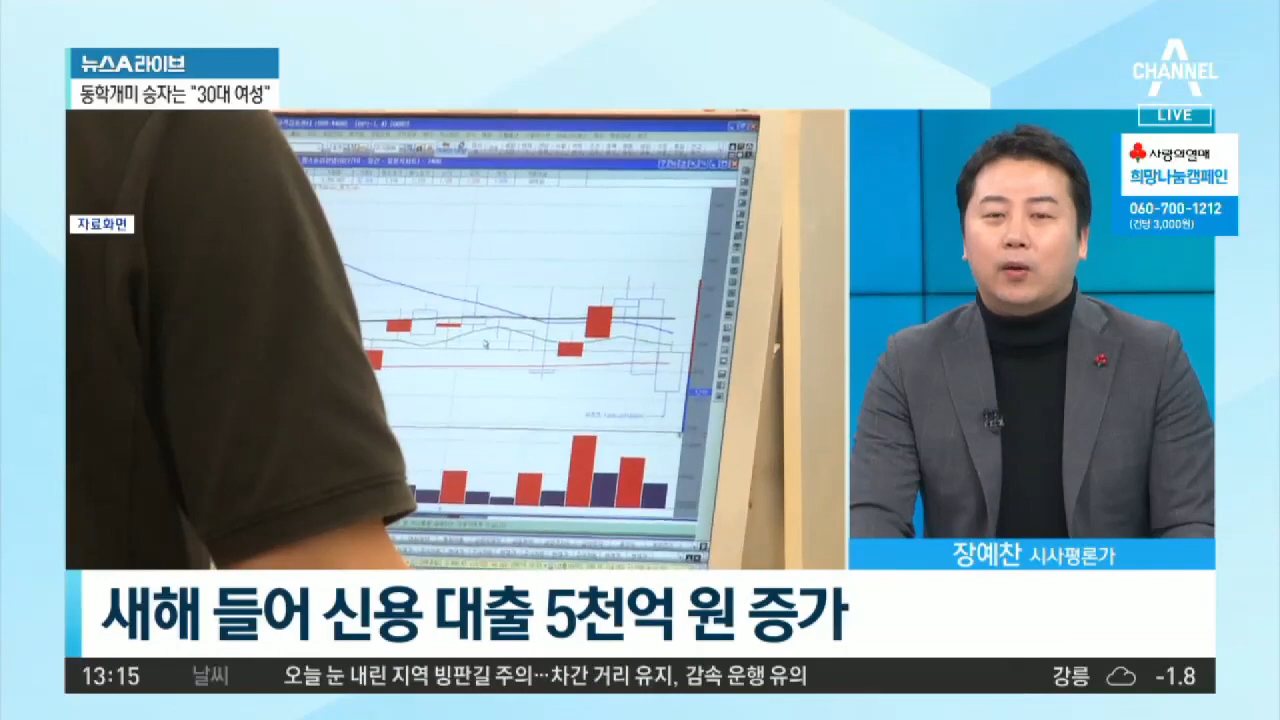 뉴스A 라이브
동학개미 승자는 "30대 여성"
자료화면
CHANNEL A
LIVE
사랑의열매
희망나눔캠페인
060-700-1212
(건당 3,000원)
장예찬 시사평론가
새해 들어 신용 대출 5천억 원 증가
13:15 날씨 오늘 눈 내린 지역 빙판길 주의…차간 거리 유지, 감속 운행 유의 강릉 -1.8